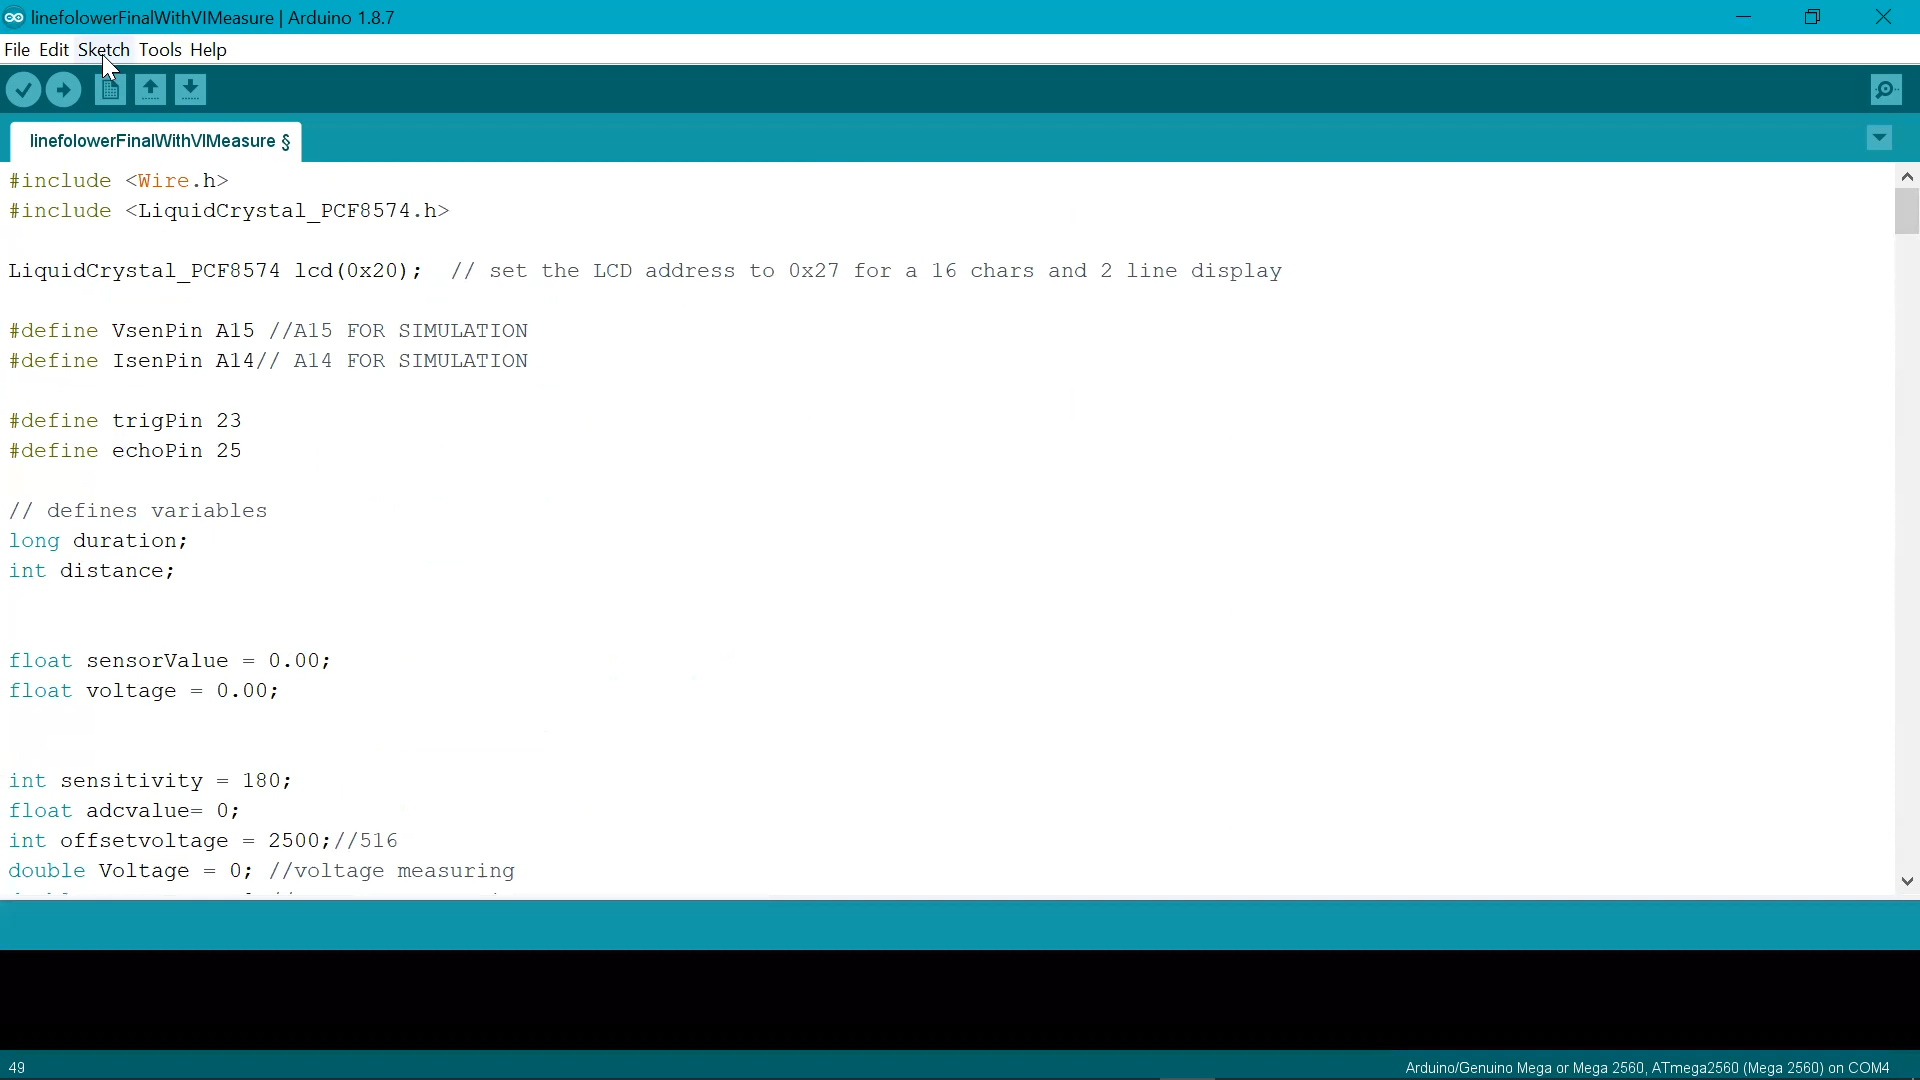 linefolowerFinalWithVIMeasure | Arduino 1.8.7
File Edit Sketch Tools Help
linefolowerFinalWithVIMeasure §
#include <Wire.h>
#include <LiquidCrystal_PCF8574.h>
LiquidCrystal_PCF8574 lcd(0x20);  // set the LCD address to 0x27 for a 16 chars and 2 line display
#define VsenPin A15 //A15 FOR SIMULATION
#define IsenPin A14// A14 FOR SIMULATION
#define trigPin 23
#define echoPin 25
// defines variables
long duration;
int distance;
float sensorValue = 0.00;
float voltage = 0.00;
int sensitivity = 180;
float adcvalue= 0;
int offsetvoltage = 2500;//516
double Voltage = 0; //voltage measuring
49
Arduino/Genuino Mega or Mega 2560, ATmega2560 (Mega 2560) on COM4